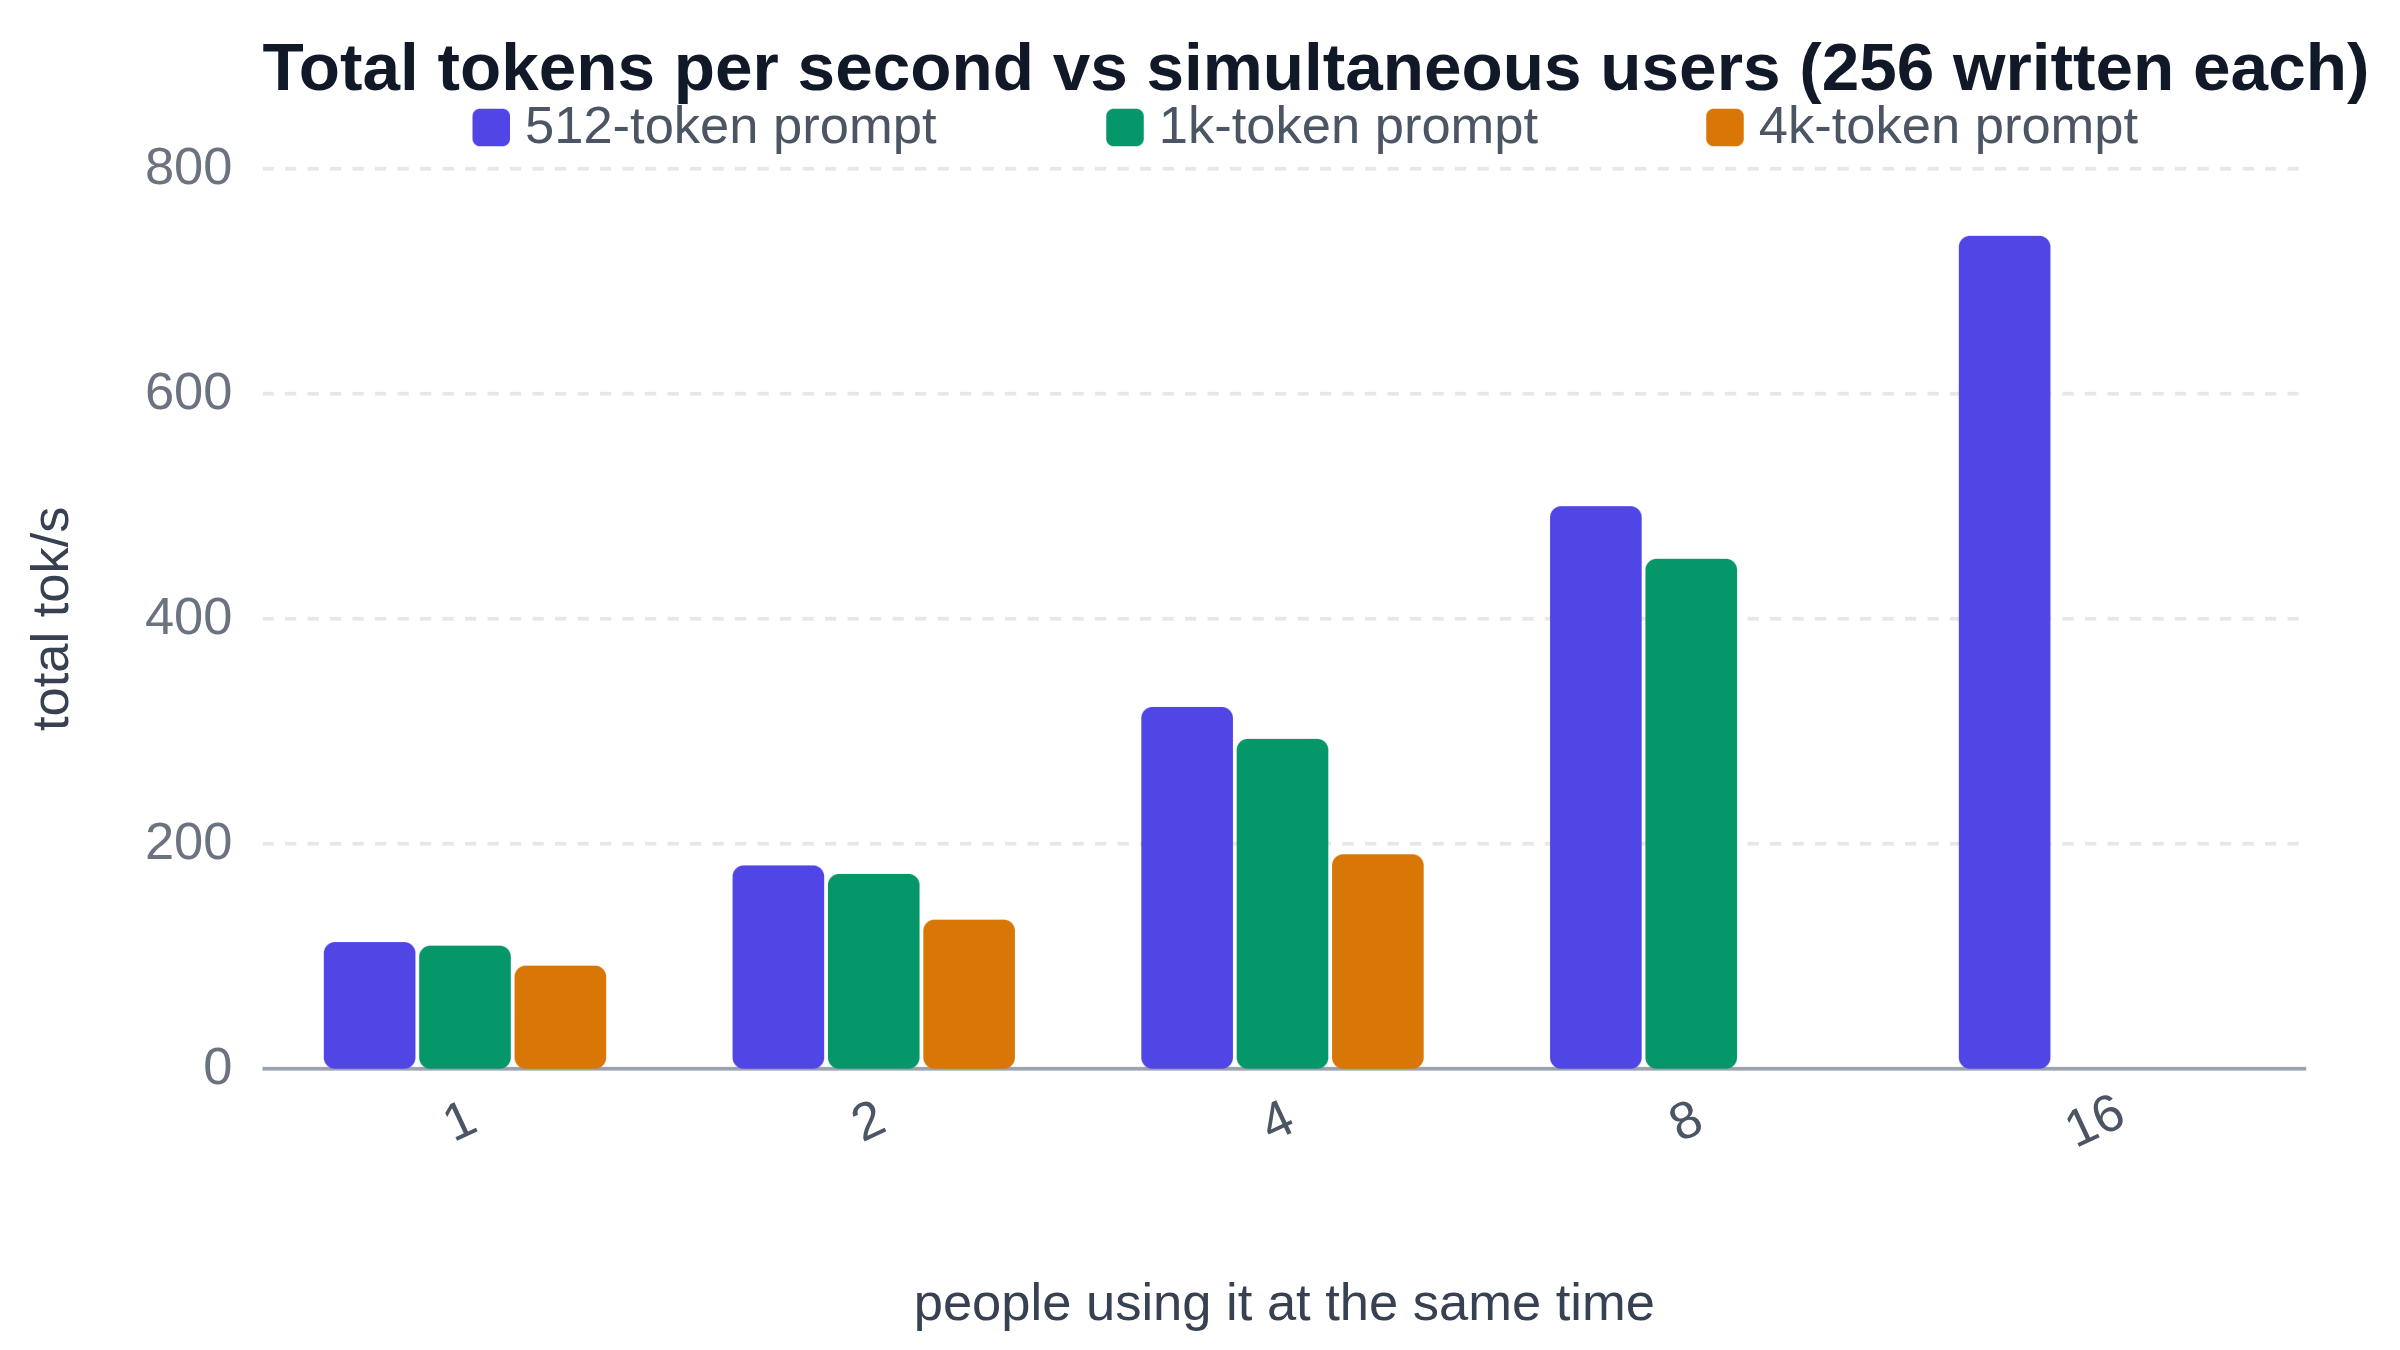 Total tokens per second vs simultaneous users (256 written each)
512-token prompt 1k-token prompt 4k-token prompt
800
600
400
200
0
total tok/s
1 2 4 8 16
people using it at the same time